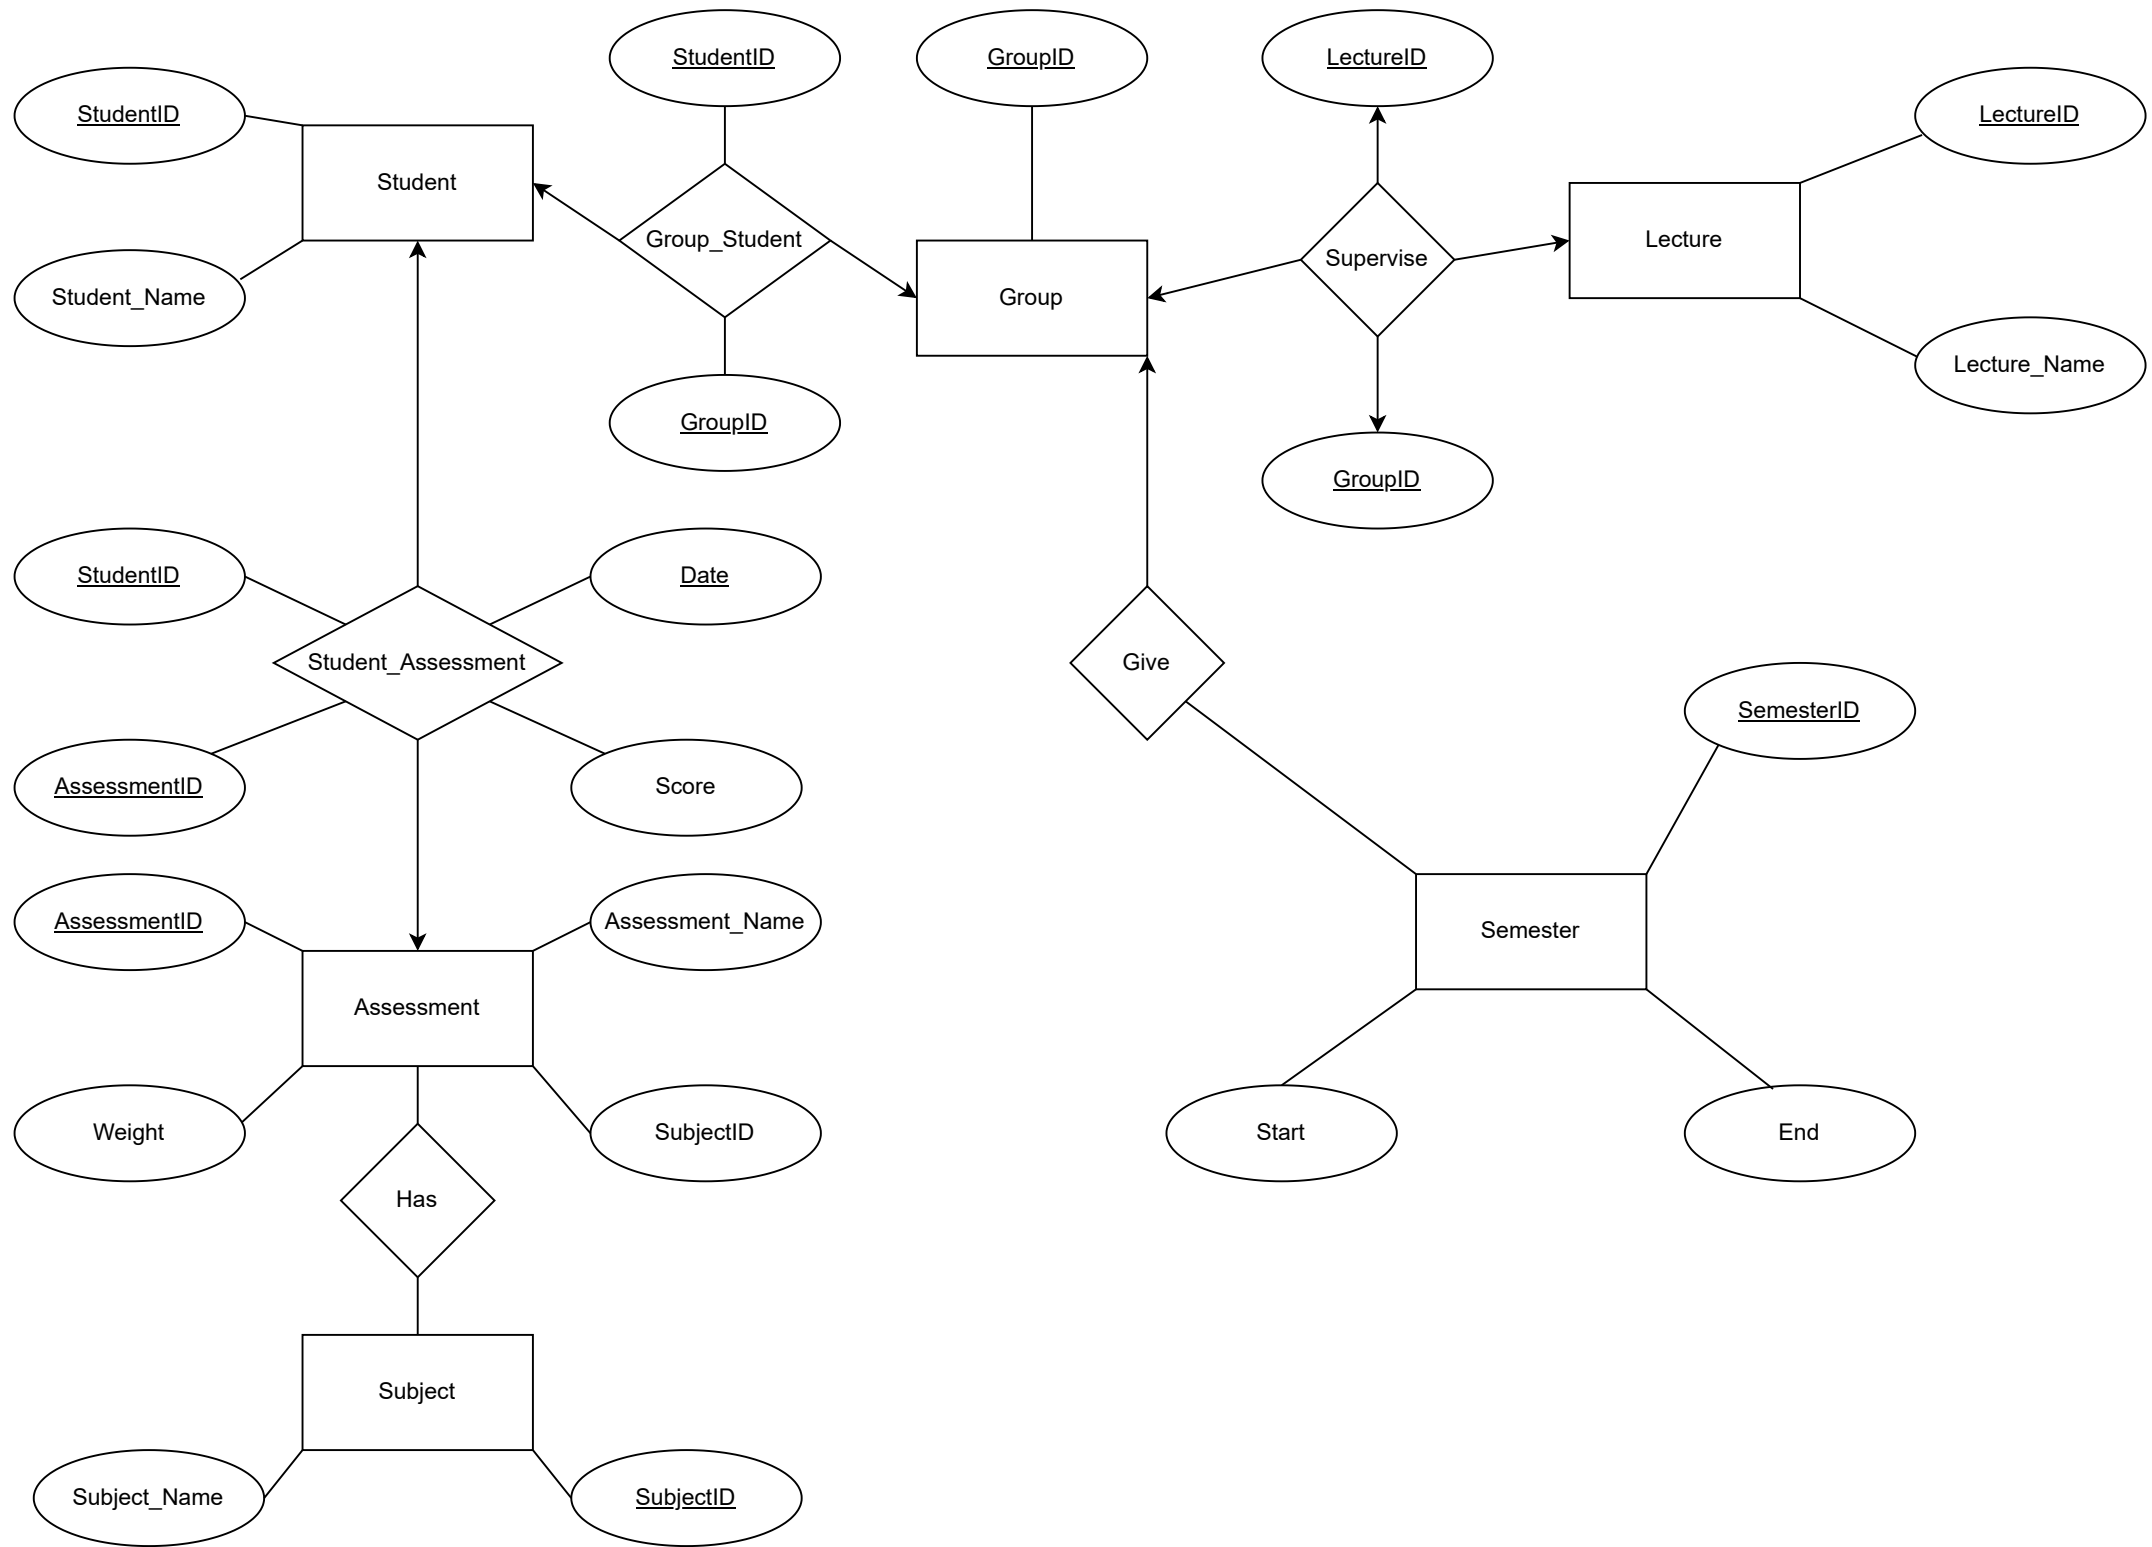 StudentID
GroupID
LectureID
StudentID
LectureID
Student
Group_Student
Lecture
Supervise
Student_Name
Group
Lecture_Name
GroupID
GroupID
StudentID
Date
Student_Assessment
Give
SemesterID
AssessmentID
Score
AssessmentID
Assessment_Name
Semester
Assessment
Weight
SubjectID
Start
End
Has
Subject
Subject_Name
SubjectID